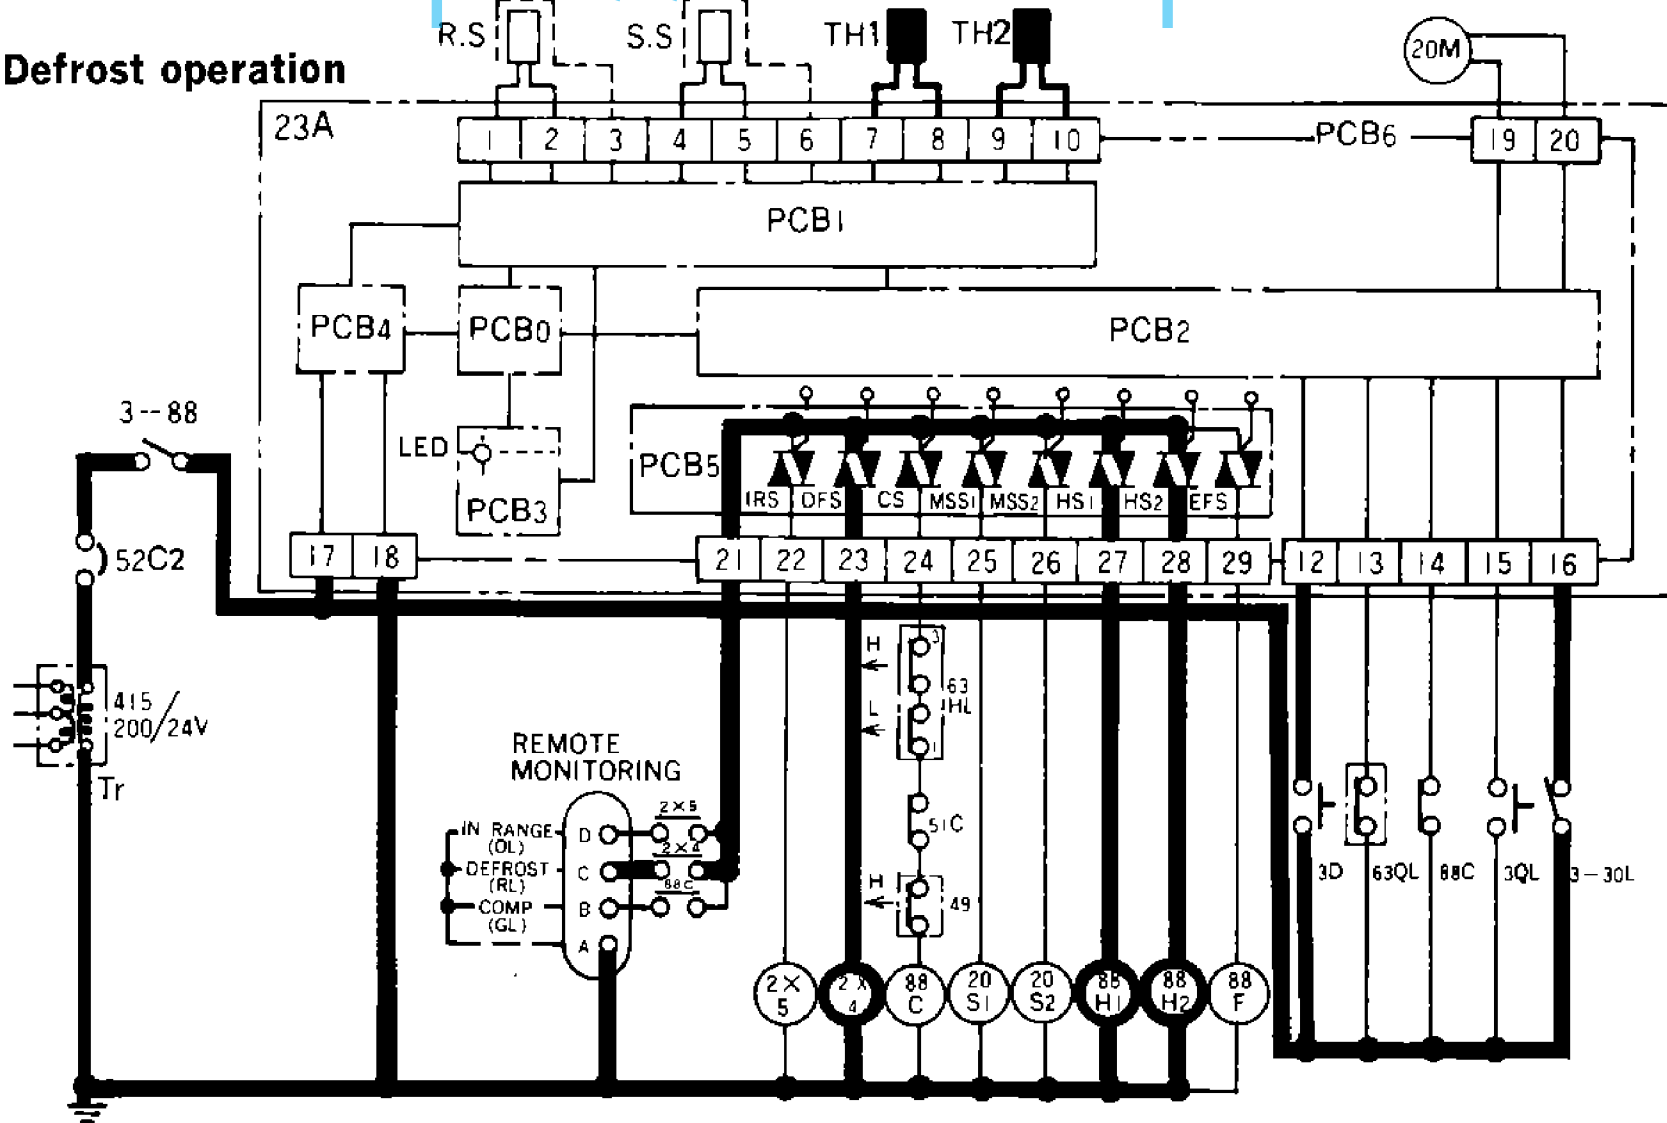 R.S
S.S
TH1
TH2
20M
Defrost operation
23A
1 2 3 4 5 6 7 8 9 10
PCB6
19 20
PCB1
PCB4
PCB0
PCB2
3--88
LED
PCB3
PCB5
IRS DFS CS MSS1 MSS2 HS1 HS2 EFS
52C2
17 18
21 22 23 24 25 26 27 28 29
12 13 14 15 16
H
3
63
HL
L
1
415
200/24V
Tr
REMOTE
MONITORING
IN RANGE
(OL)
D
2X5
DEFROST
(RL)
C
2X4
COMP
(GL)
B
88C
A
51C
H
49
3D
63QL
88C
3QL
3-30L
2X
5
2X
4
88
C
20
S1
20
S2
88
H1
88
H2
88
F